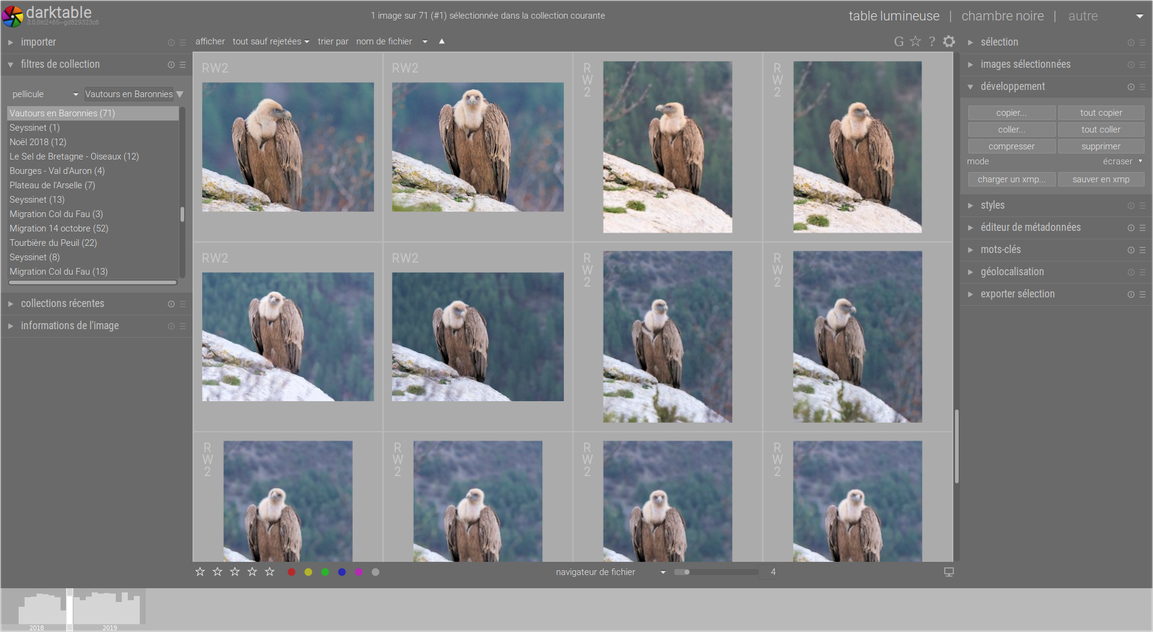 darktable
1 image sur 71 (#1) sélectionnée dans la collection courante
table lumineuse | chambre noire | autre
importer
filtres de collection
pellicule
Vautours en Baronnies
Vautours en Baronnies (71)
Seyssinet (1)
Noël 2018 (12)
Le Sel de Bretagne - Oiseaux (12)
Bourges - Val d'Auron (4)
Plateau de l'Arselle (7)
Seyssinet (13)
Migration Col du Fau (3)
Migration 14 octobre (52)
Tourbière du Peuil (22)
Seyssinet (8)
Migration Col du Fau (13)
collections récentes
informations de l'image
afficher tout sauf rejetées trier par nom de fichier
G ?
RW2
RW2
RW2
RW2
RW2
RW2
RW2
RW2
RW2
RW2
RW2
RW2
navigateur de fichier
4
sélection
images sélectionnées
développement
copier... tout copier
coller... tout coller
compresser supprimer
mode écraser
charger un xmp... sauver en xmp
styles
éditeur de métadonnées
mots-clés
géolocalisation
exporter sélection
2018 2019